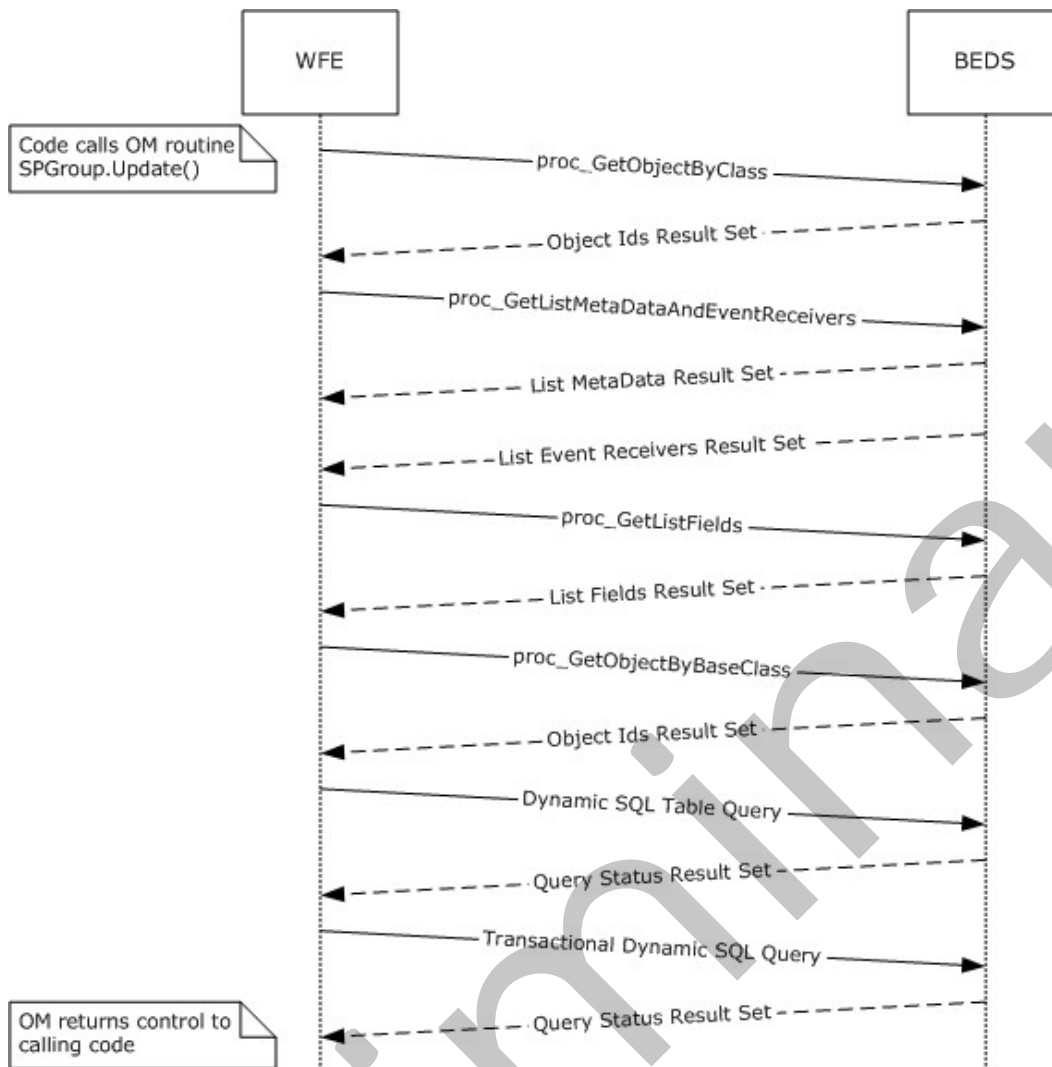 WFE
BEDS
Code calls OM routine
SPGroup.Update()
proc_GetObjectByClass
Object Ids Result Set
proc_GetListMetaDataAndEventReceivers
List MetaData Result Set
List Event Receivers Result Set
proc_GetListFields
List Fields Result Set
proc_GetObjectByBaseClass
Object Ids Result Set
Dynamic SQL Table Query
Query Status Result Set
Transactional Dynamic SQL Query
Query Status Result Set
OM returns control to
calling code